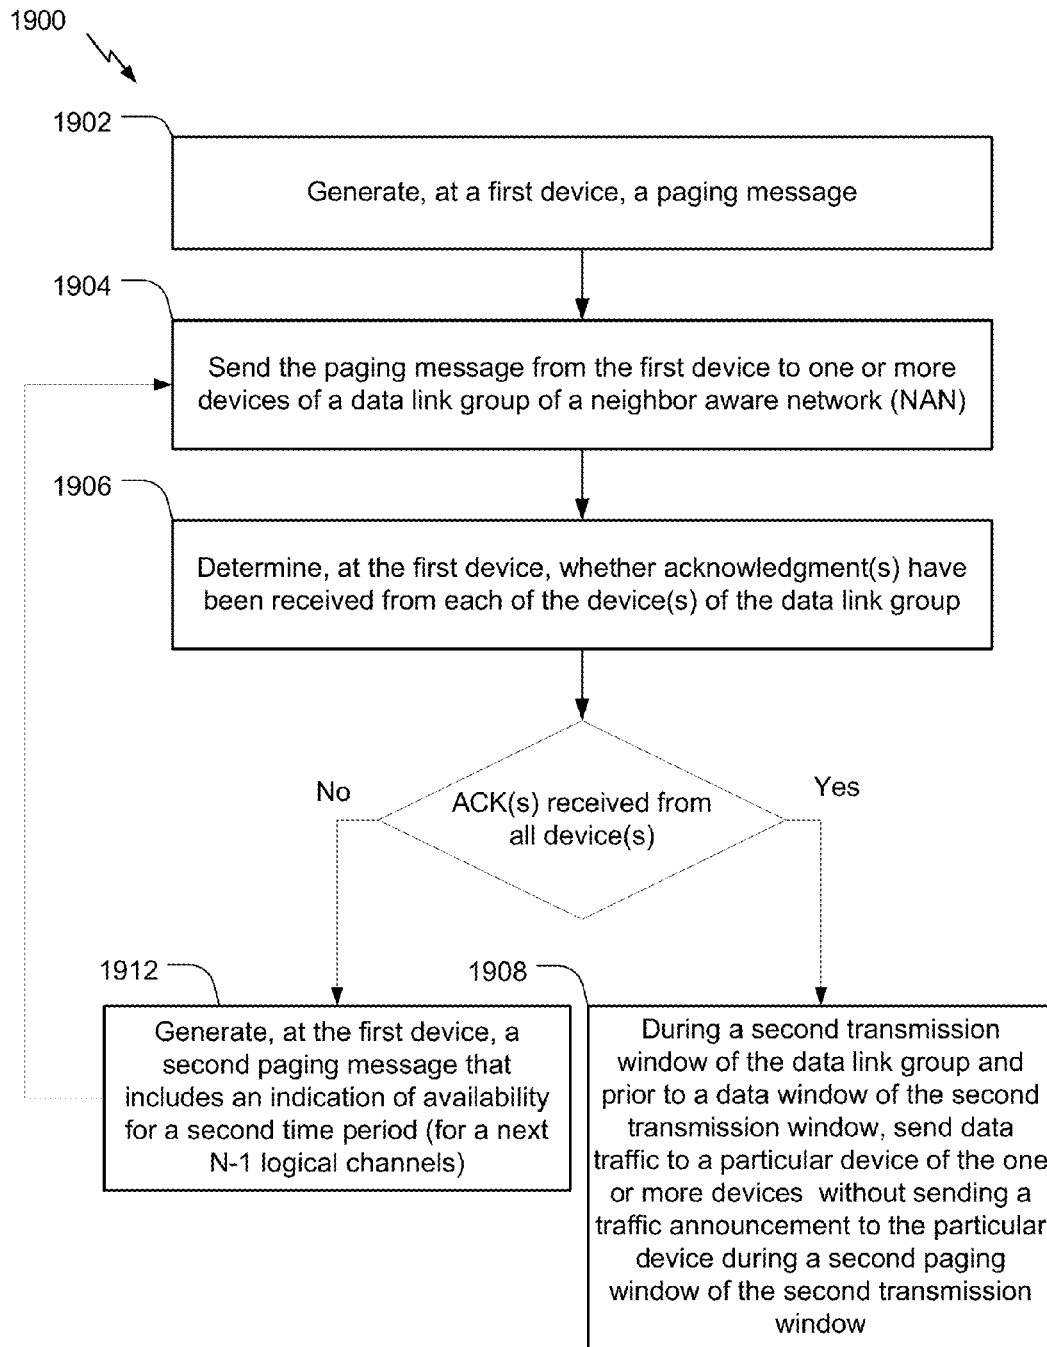 1900
1902
Generate, at a first device, a paging message
1904
Send the paging message from the first device to one or more
devices of a data link group of a neighbor aware network (NAN)
1906
Determine, at the first device, whether acknowledgment(s) have
been received from each of the device(s) of the data link group
No
ACK(s) received from
all device(s)
Yes
1912
Generate, at the first device, a
second paging message that
includes an indication of availability
for a second time period (for a next
N-1 logical channels)
1908
During a second transmission
window of the data link group and
prior to a data window of the second
transmission window, send data
traffic to a particular device of the one
or more devices without sending a
traffic announcement to the particular
device during a second paging
window of the second transmission
window